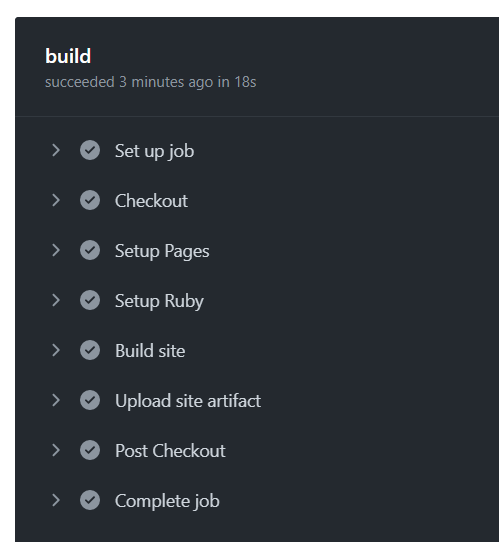 build
succeeded 3 minutes ago in 18s
Set up job
Checkout
Setup Pages
Setup Ruby
Build site
Upload site artifact
Post Checkout
Complete job